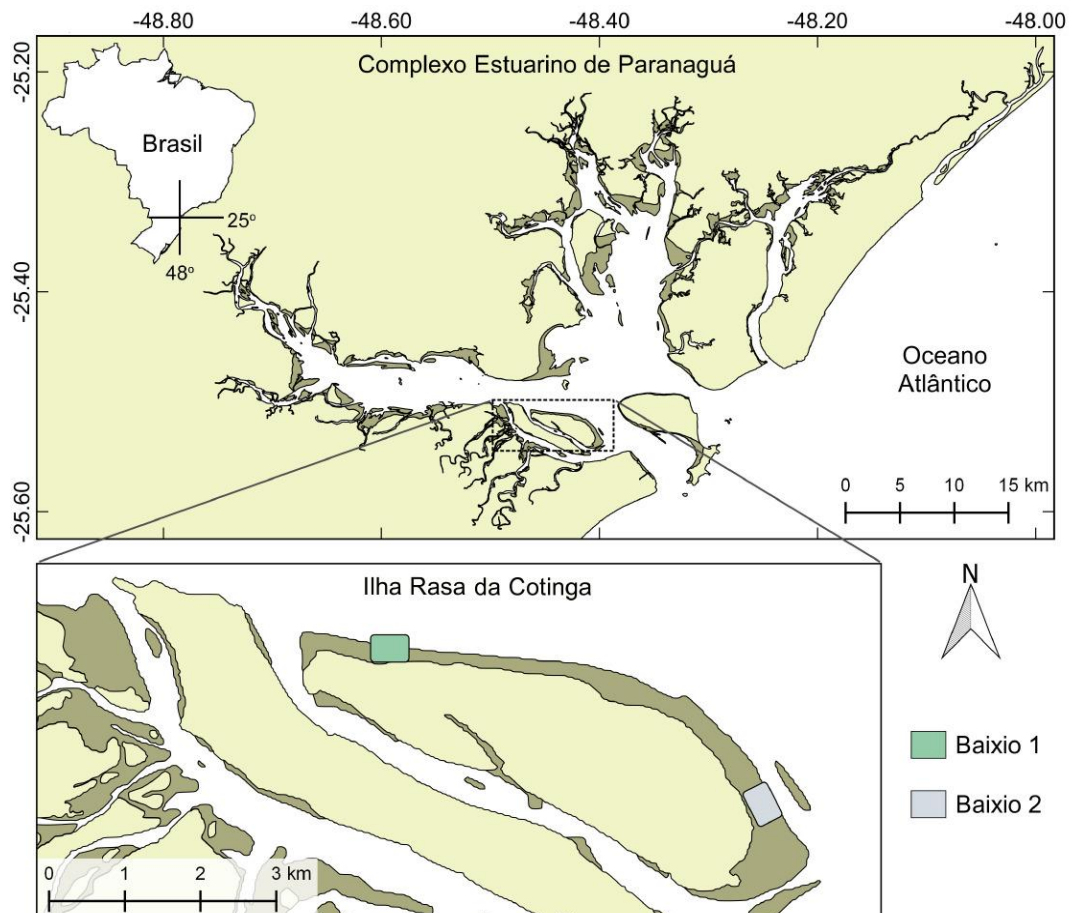 -48.80 -48.60 -48.40 -48.20 -48.00
-25.20
Complexo Estuarino de Paranaguá
Brasil
25º
48º
-25.40
Oceano
Atlântico
-25.60
0 5 10 15 km
Ilha Rasa da Cotinga
N
Baixio 1
Baixio 2
0 1 2 3 km